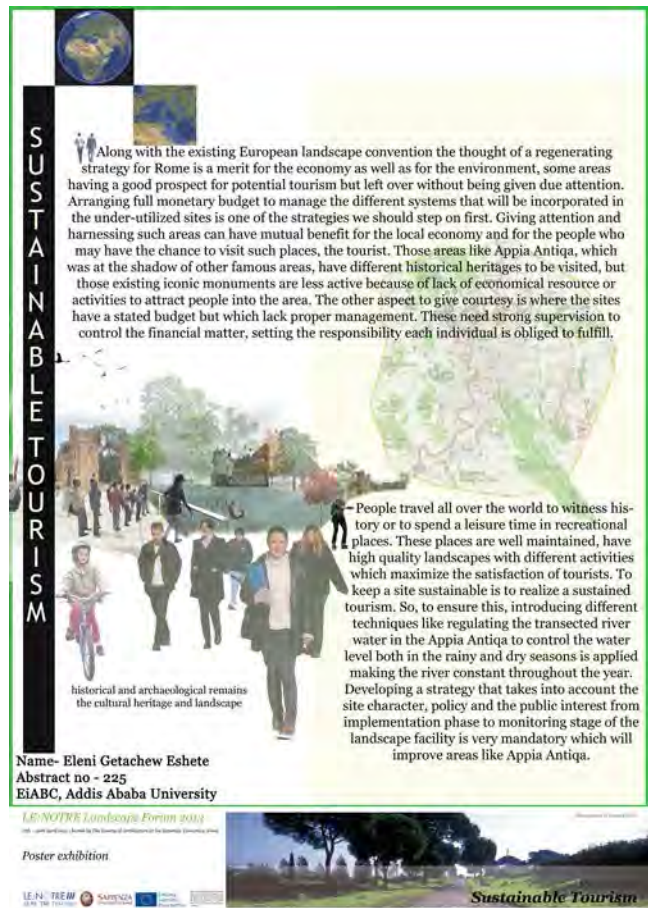 SUSTAINABLE TOURISM
Along with the existing European landscape convention the thought of a regenerating
strategy for Rome is a merit for the economy as well as for the environment, some areas
having a good prospect for potential tourism but left over without being given due attention.
Arranging full monetary budget to manage the different systems that will be incorporated in
the under-utilized sites is one of the strategies we should step on first. Giving attention and
harnessing such areas can have mutual benefit for the local economy and for the people who
may have the chance to visit such places, the tourist. Those areas like Appia Antiqa, which
was at the shadow of other famous areas, have different historical heritages to be visited, but
those existing iconic monuments are less active because of lack of economical resource or
activities to attract people into the area. The other aspect to give courtesy is where the sites
have a stated budget but which lack proper management. These need strong supervision to
control the financial matter, setting the responsibility each individual is obliged to fulfill.
People travel all over the world to witness his-
tory or to spend a leisure time in recreational
places. These places are well maintained, have
high quality landscapes with different activities
which maximize the satisfaction of tourists. To
keep a site sustainable is to realize a sustained
tourism. So, to ensure this, introducing different
techniques like regulating the transected river
water in the Appia Antiqa to control the water
level both in the rainy and dry seasons is applied
making the river constant throughout the year.
Developing a strategy that takes into account the
site character, policy and the public interest from
implementation phase to monitoring stage of the
landscape facility is very mandatory which will
improve areas like Appia Antiqa.
historical and archaeological remains
the cultural heritage and landscape
Name- Eleni Getachew Eshete
Abstract no - 225
EiABC, Addis Ababa University
LE:NOTRE Landscape Forum 2013
Poster exhibition
LE:NOTRE
SAPIENZA
Sustainable Tourism